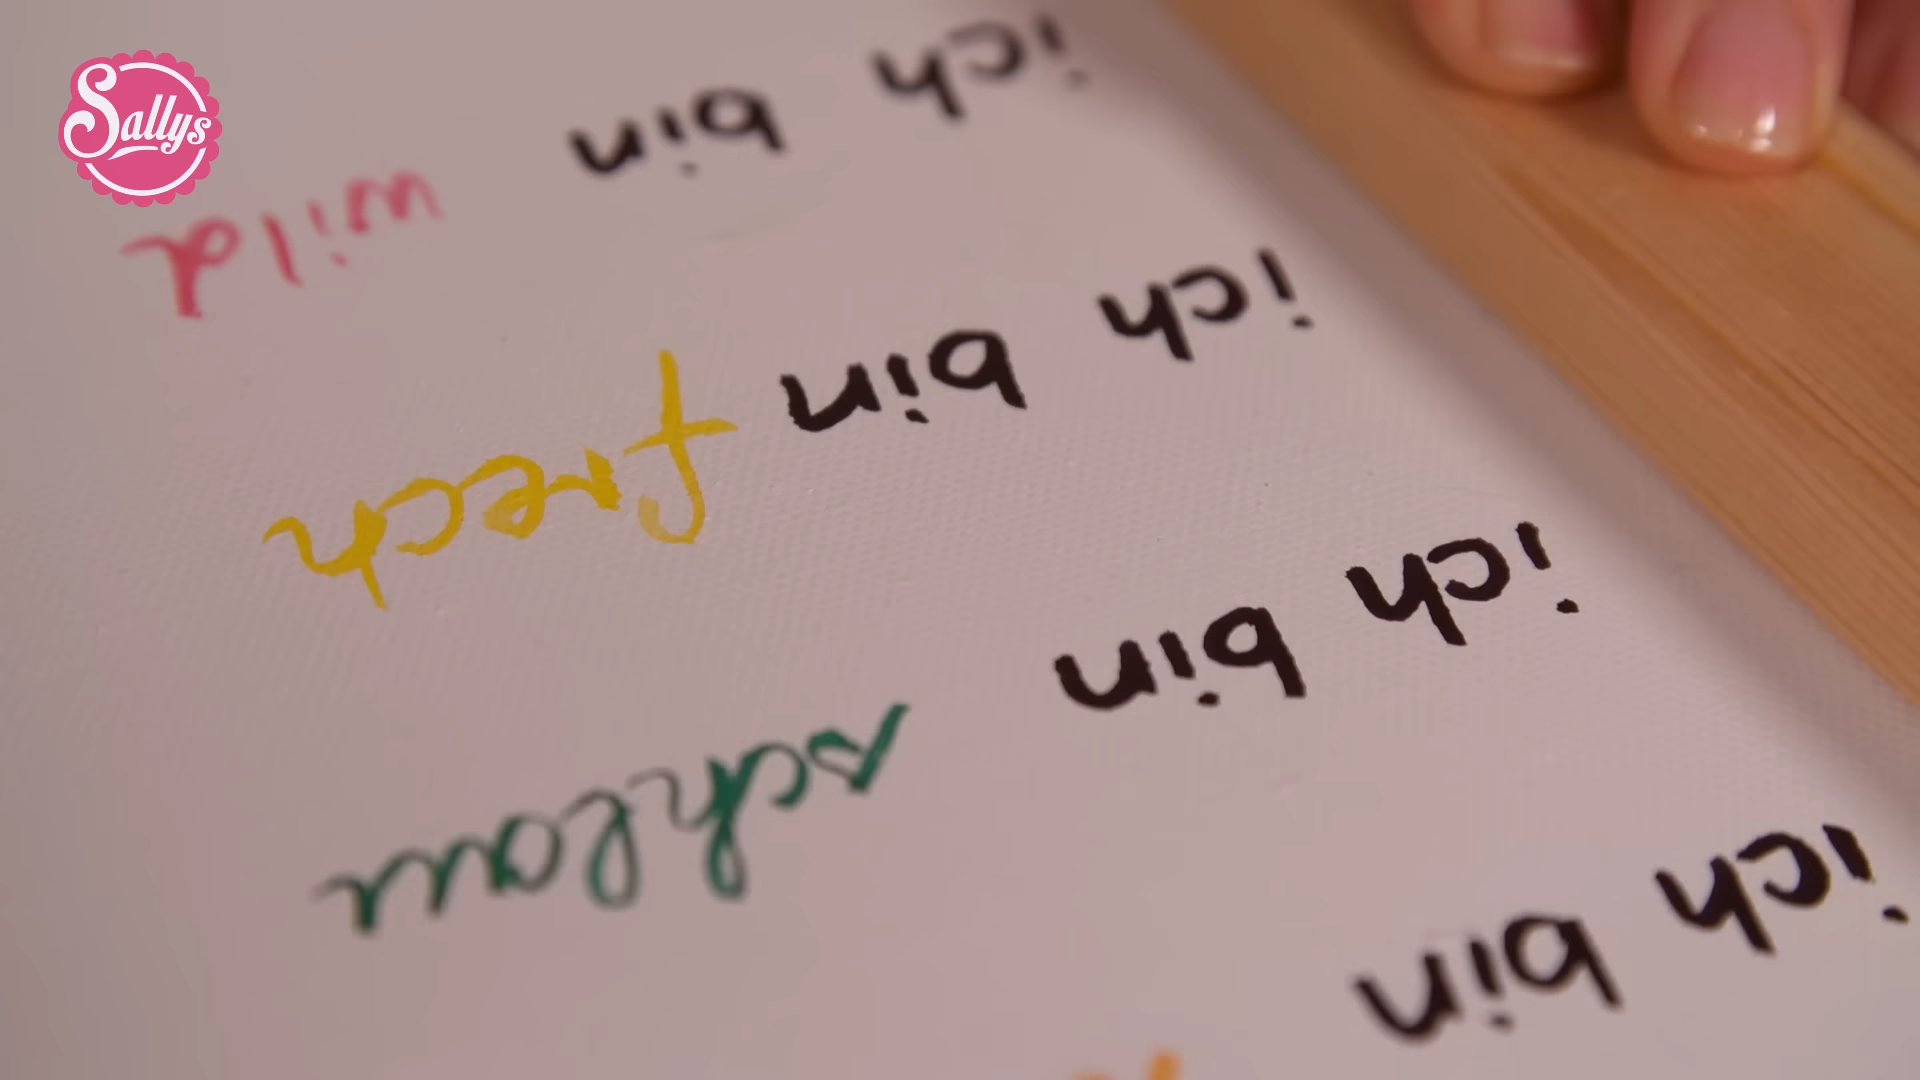 Sallys
ich bin
ich bin schlau
ich bin frech
ich bin wild